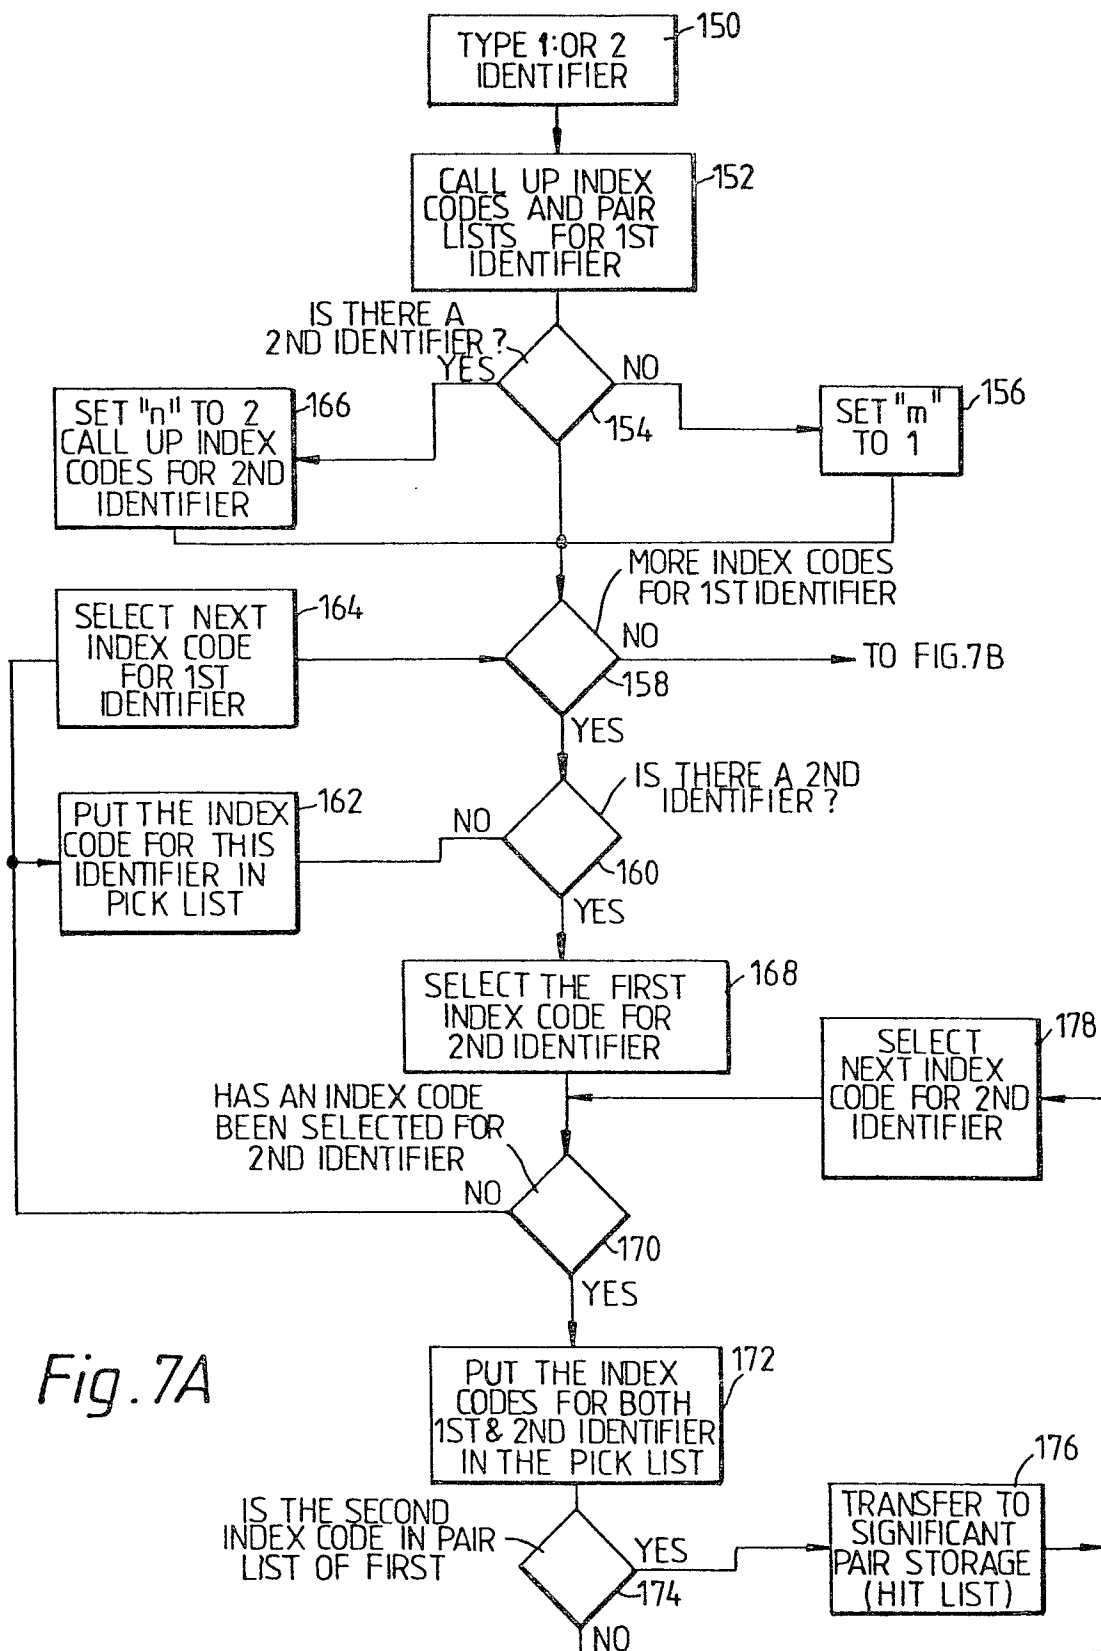 150
TYPE 1:OR 2
IDENTIFIER
152
CALL UP INDEX
CODES AND PAIR
LISTS FOR 1ST
IDENTIFIER
IS THERE A
2ND IDENTIFIER ?
YES
NO
154
166
SET "n" TO 2
CALL UP INDEX
CODES FOR 2ND
IDENTIFIER
156
SET "m"
TO 1
MORE INDEX CODES
FOR 1ST IDENTIFIER
164
SELECT NEXT
INDEX CODE
FOR 1ST
IDENTIFIER
NO
TO FIG.7B
158
YES
IS THERE A 2ND
IDENTIFIER ?
162
PUT THE INDEX
CODE FOR THIS
IDENTIFIER IN
PICK LIST
NO
160
YES
168
SELECT THE FIRST
INDEX CODE FOR
2ND IDENTIFIER
178
SELECT
NEXT INDEX
CODE FOR 2ND
IDENTIFIER
HAS AN INDEX CODE
BEEN SELECTED FOR
2ND IDENTIFIER
NO
170
YES
Fig. 7A
172
PUT THE INDEX
CODES FOR BOTH
1ST & 2ND IDENTIFIER
IN THE PICK LIST
IS THE SECOND
INDEX CODE IN PAIR
LIST OF FIRST
YES
174
NO
176
TRANSFER TO
SIGNIFICANT
PAIR STORAGE
(HIT LIST)